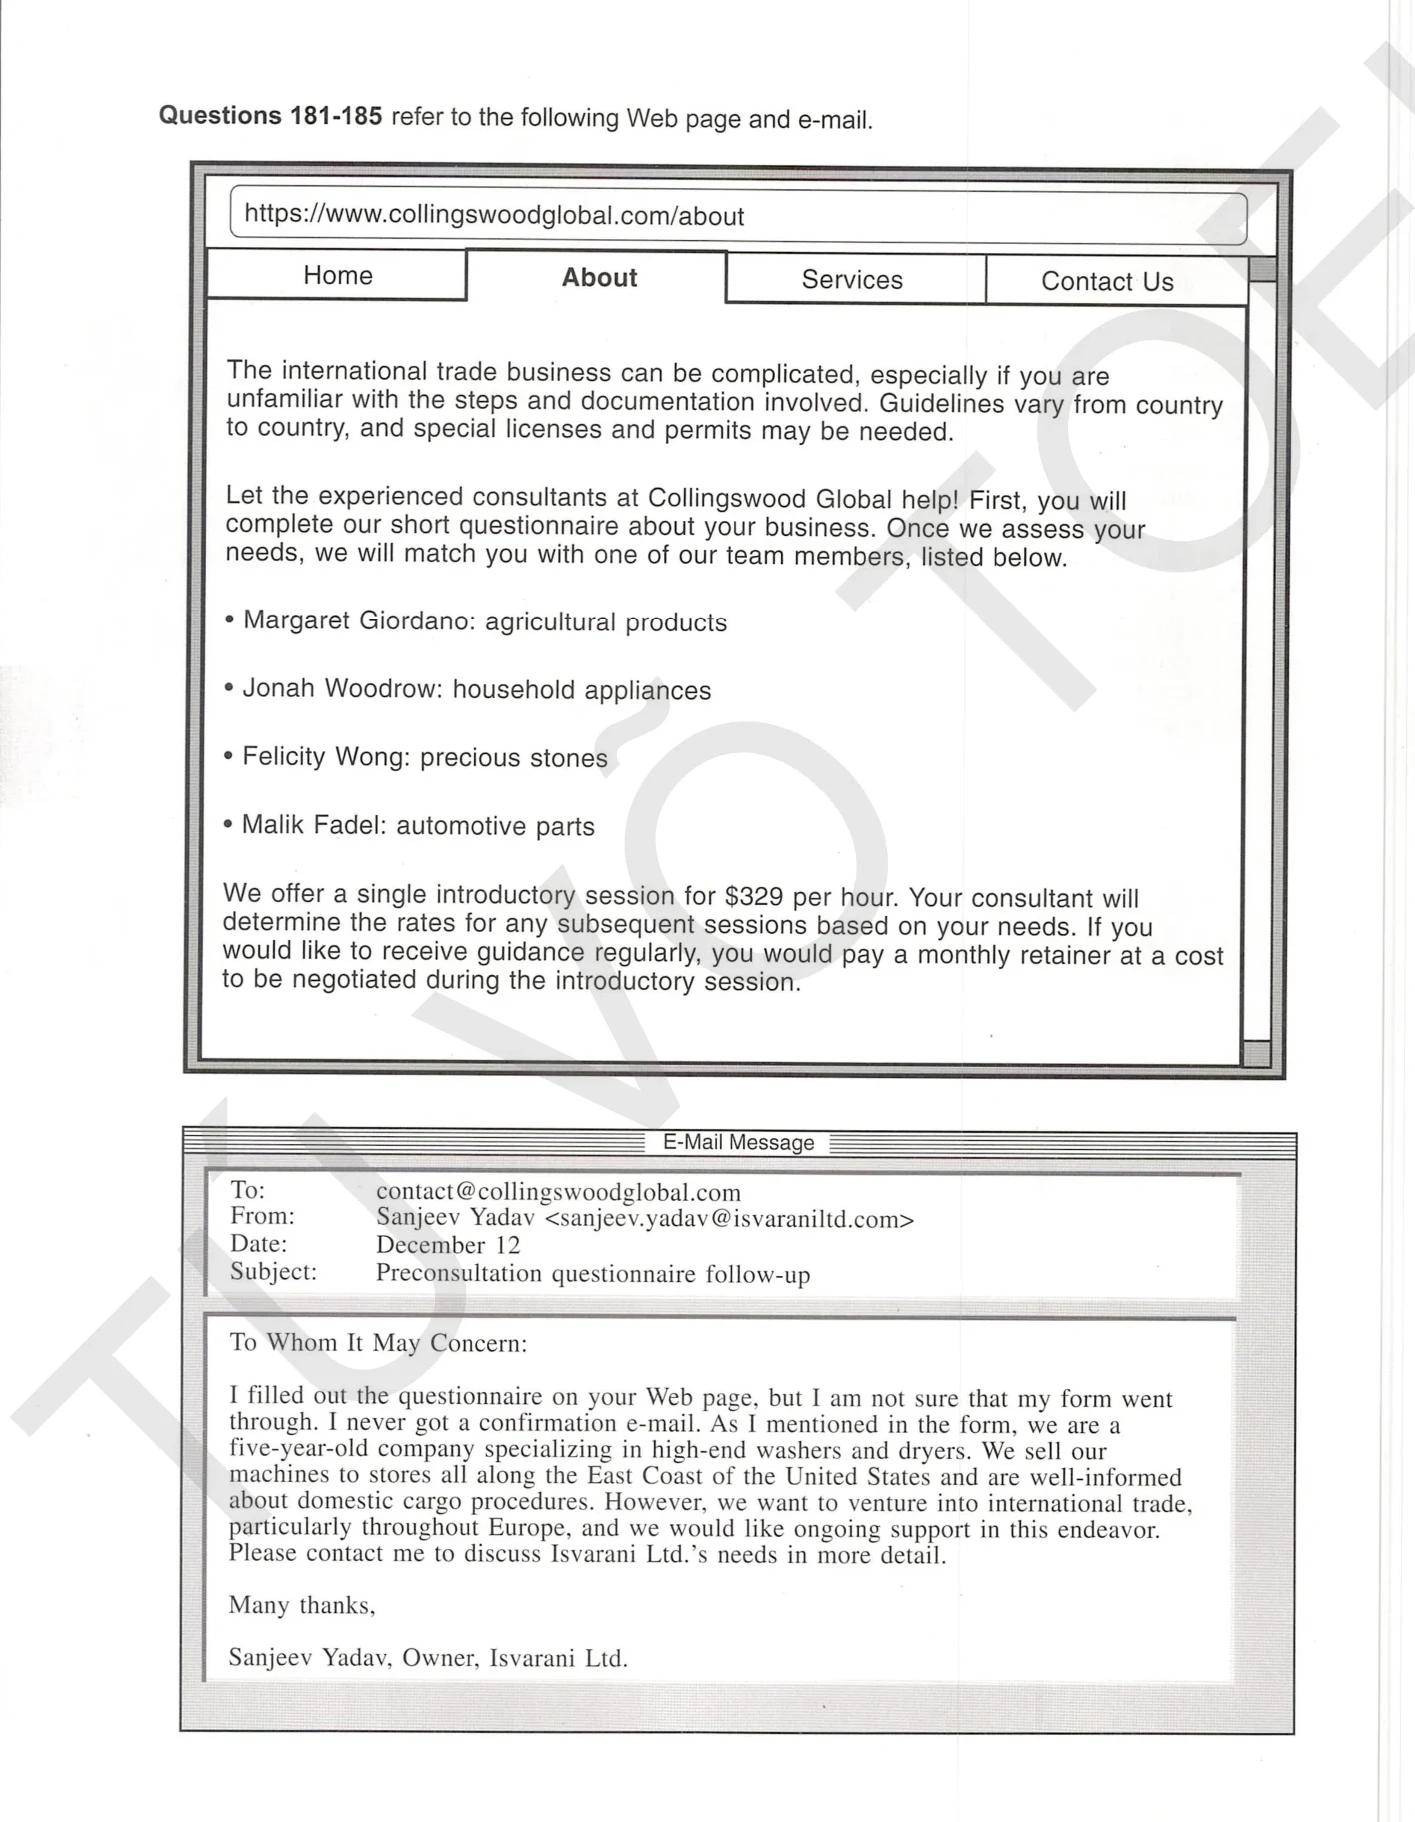 Questions 181-185 refer to the following Web page and e-mail.
https://www.collingswoodglobal.com/about
Home About Services Contact Us
The international trade business can be complicated, especially if you are
unfamiliar with the steps and documentation involved. Guidelines vary from country
to country, and special licenses and permits may be needed.
Let the experienced consultants at Collingswood Global help! First, you will
complete our short questionnaire about your business. Once we assess your
needs, we will match you with one of our team members, listed below.
• Margaret Giordano: agricultural products
• Jonah Woodrow: household appliances
• Felicity Wong: precious stones
• Malik Fadel: automotive parts
We offer a single introductory session for $329 per hour. Your consultant will
determine the rates for any subsequent sessions based on your needs. If you
would like to receive guidance regularly, you would pay a monthly retainer at a cost
to be negotiated during the introductory session.
E-Mail Message
To: contact@collingswoodglobal.com
From: Sanjeev Yadav <sanjeev.yadav@isvaraniltd.com>
Date: December 12
Subject: Preconsultation questionnaire follow-up
To Whom It May Concern:
I filled out the questionnaire on your Web page, but I am not sure that my form went
through. I never got a confirmation e-mail. As I mentioned in the form, we are a
five-year-old company specializing in high-end washers and dryers. We sell our
machines to stores all along the East Coast of the United States and are well-informed
about domestic cargo procedures. However, we want to venture into international trade,
particularly throughout Europe, and we would like ongoing support in this endeavor.
Please contact me to discuss Isvarani Ltd.'s needs in more detail.
Many thanks,
Sanjeev Yadav, Owner, Isvarani Ltd.
TÚ VÕ TOE